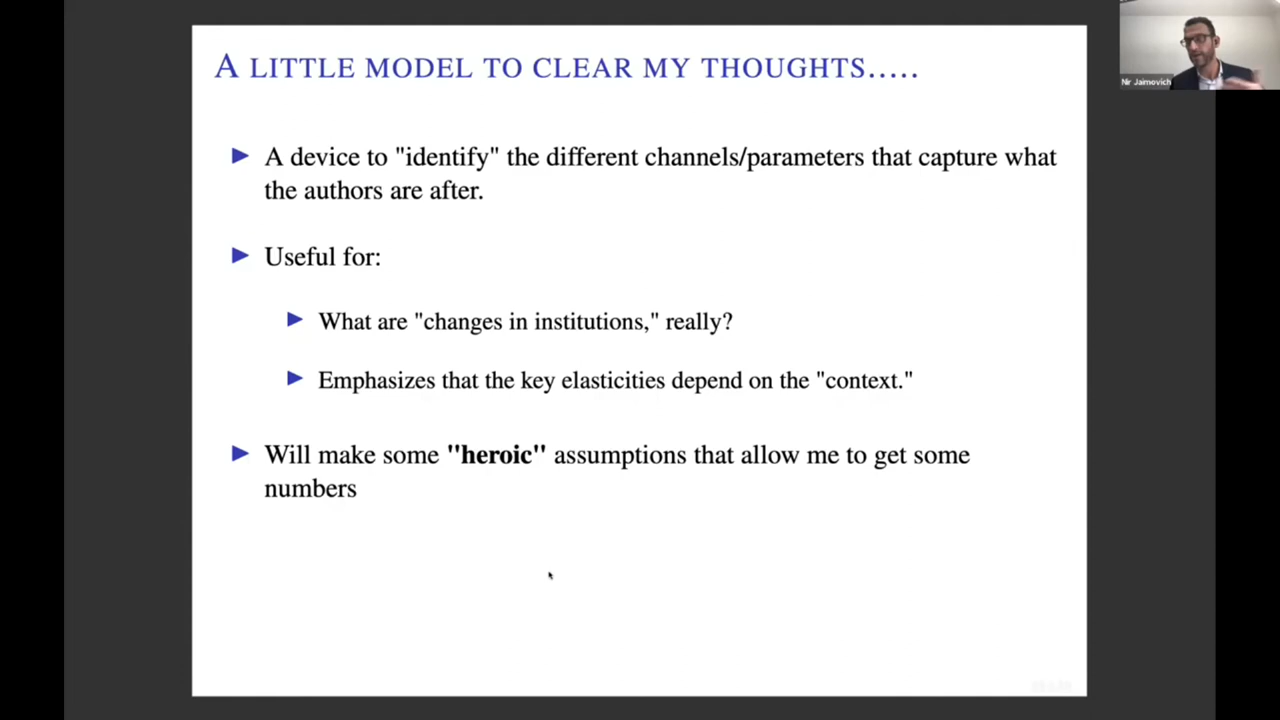 A LITTLE MODEL TO CLEAR MY THOUGHTS.....
Nir Jaimovich
▶ A device to "identify" the different channels/parameters that capture what
the authors are after.
▶ Useful for:
▶ What are "changes in institutions," really?
▶ Emphasizes that the key elasticities depend on the "context."
▶ Will make some "heroic" assumptions that allow me to get some
numbers